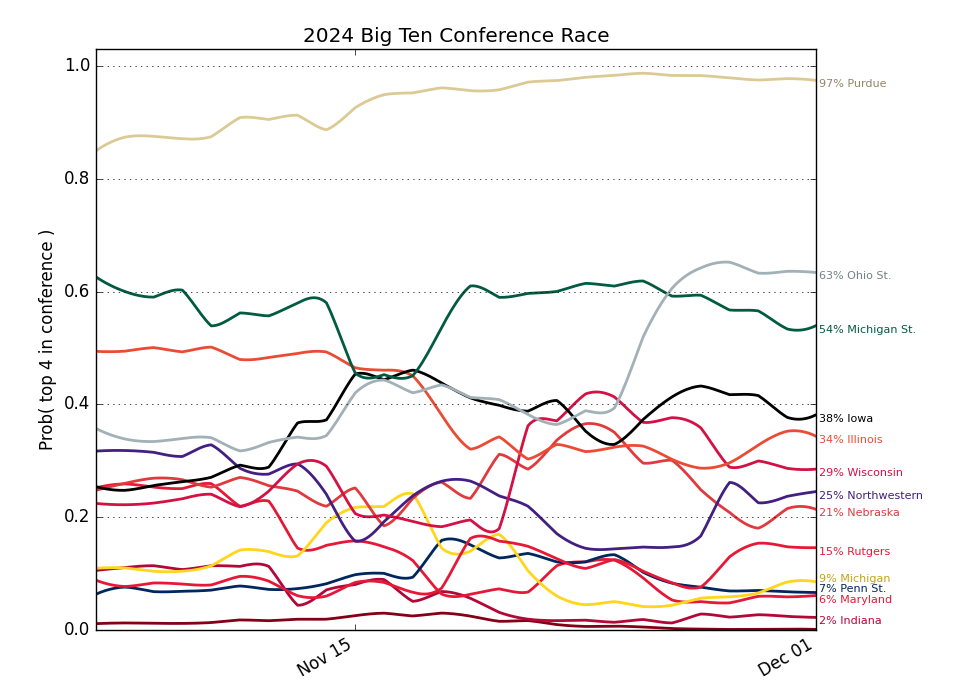 2024 Big Ten Conference Race
1.0
0.8
0.6
0.4
0.2
0.0
Prob( top 4 in conference )
Nov 15
Dec 01
97% Purdue
63% Ohio St.
54% Michigan St.
38% Iowa
34% Illinois
29% Wisconsin
25% Northwestern
21% Nebraska
15% Rutgers
9% Michigan
7% Penn St.
6% Maryland
2% Indiana